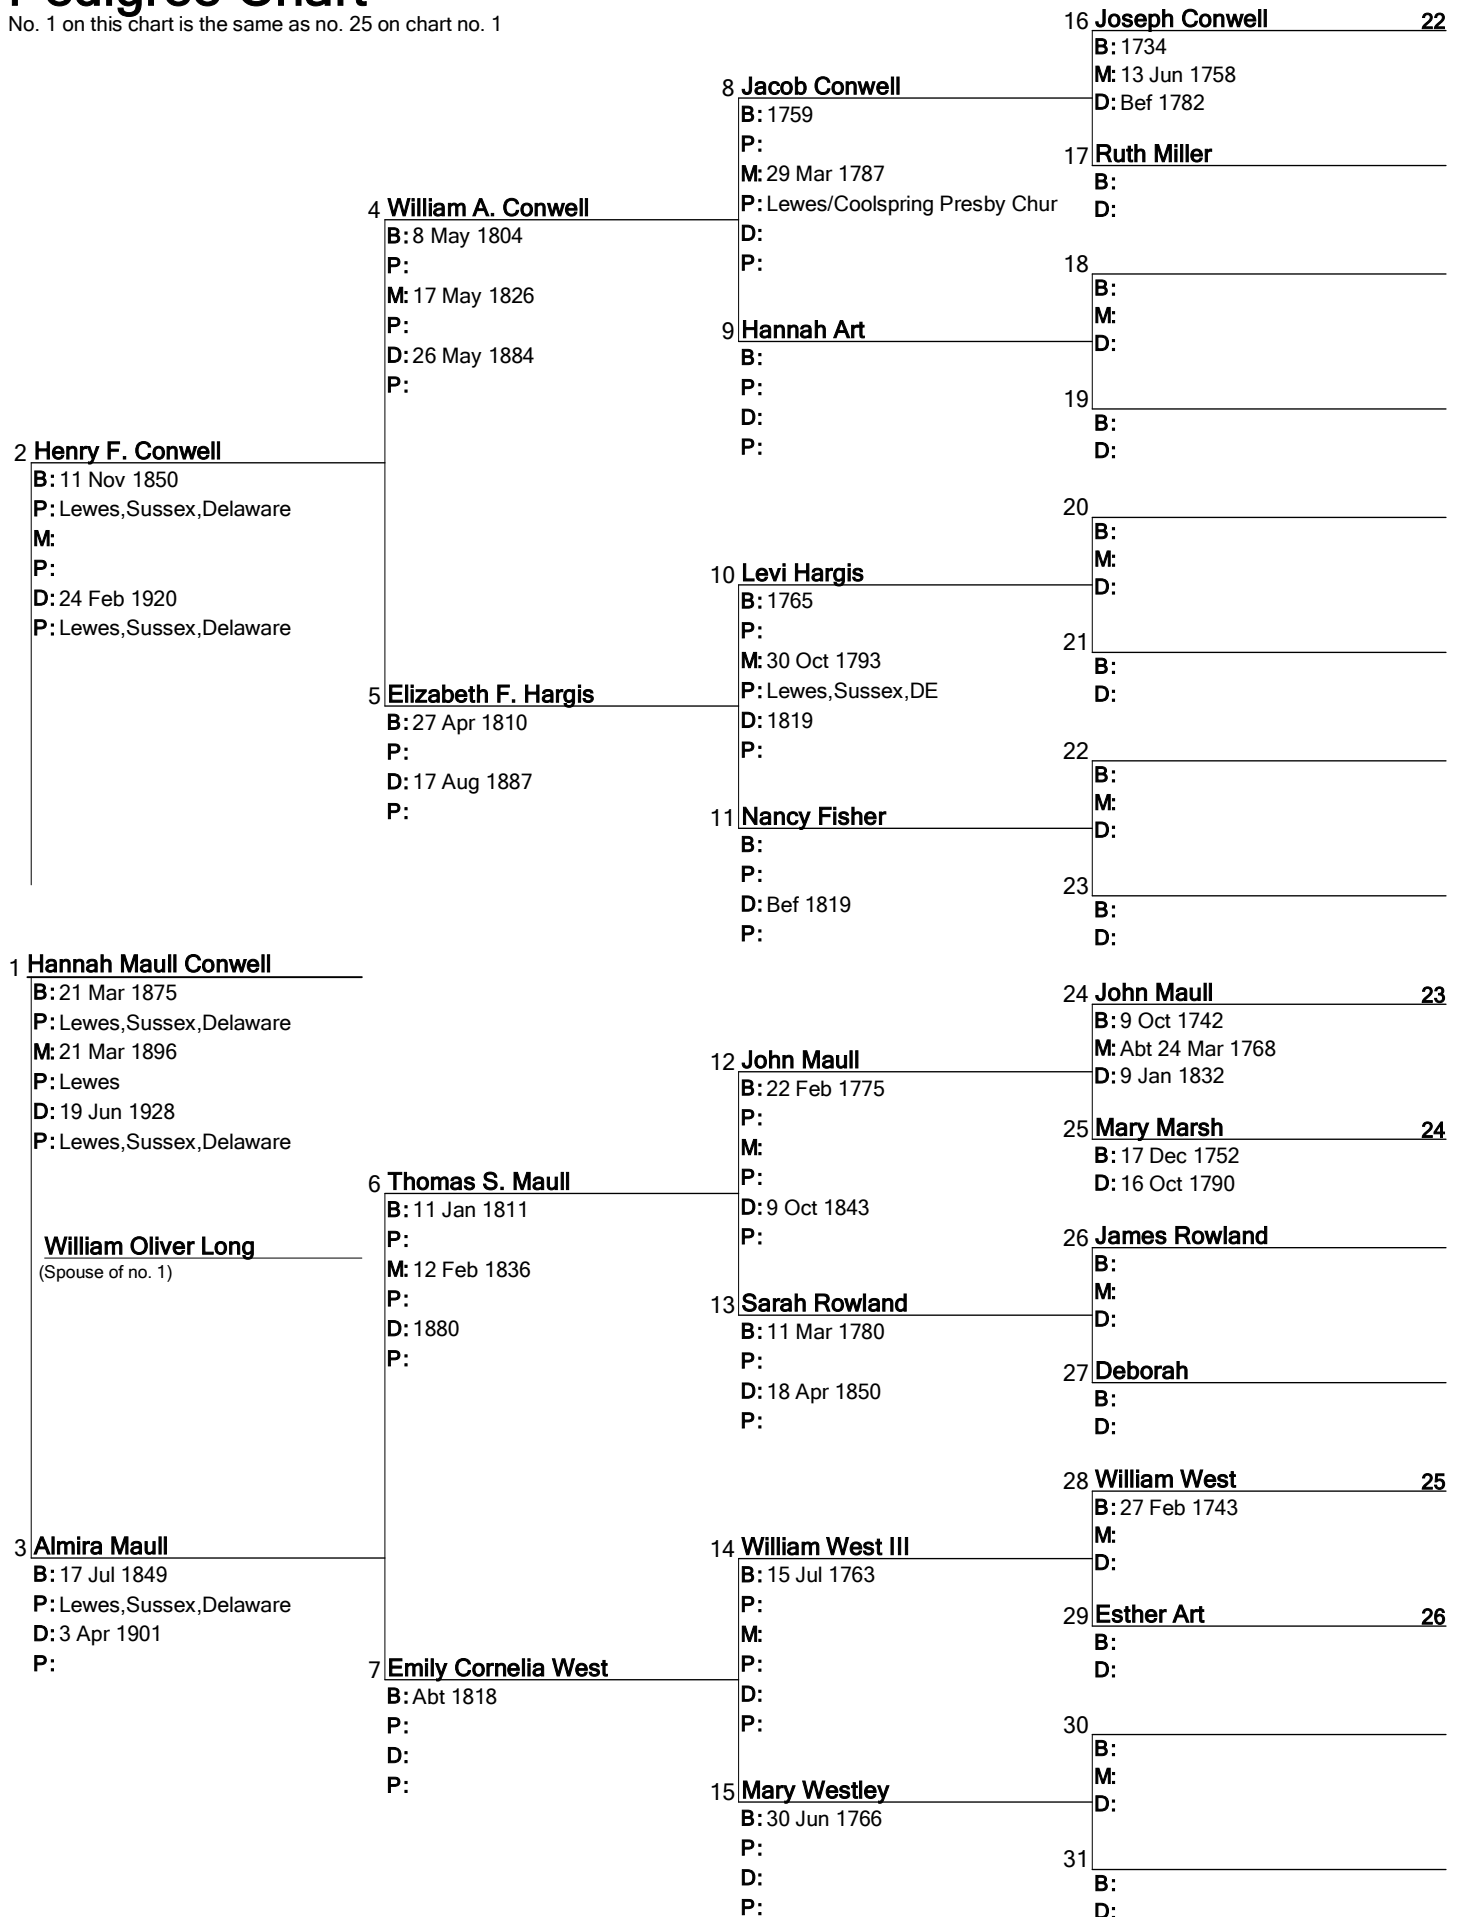 Pedigree Chart
No. 1 on this chart is the same as no. 25 on chart no. 1
2 Henry F. Conwell
B: 11 Nov 1850
P: Lewes,Sussex,Delaware
M:
P:
D: 24 Feb 1920
P: Lewes,Sussex,Delaware
1 Hannah Maull Conwell
B: 21 Mar 1875
P: Lewes,Sussex,Delaware
M: 21 Mar 1896
P: Lewes
D: 19 Jun 1928
P: Lewes,Sussex,Delaware
William Oliver Long
(Spouse of no. 1)
3 Almira Maull
B: 17 Jul 1849
P: Lewes,Sussex,Delaware
D: 3 Apr 1901
P:
4 William A. Conwell
B: 8 May 1804
P:
M: 17 May 1826
P:
D: 26 May 1884
P:
5 Elizabeth F. Hargis
B: 27 Apr 1810
P:
D: 17 Aug 1887
P:
6 Thomas S. Maull
B: 11 Jan 1811
P:
M: 12 Feb 1836
P:
D: 1880
P:
7 Emily Cornelia West
B: Abt 1818
P:
D:
P:
8 Jacob Conwell
B: 1759
P:
M: 29 Mar 1787
P: Lewes/Coolspring Presby Chur
D:
P:
9 Hannah Art
B:
P:
D:
P:
10 Levi Hargis
B: 1765
P:
M: 30 Oct 1793
P: Lewes,Sussex,DE
D: 1819
P:
11 Nancy Fisher
B:
P:
D: Bef 1819
P:
12 John Maull
B: 22 Feb 1775
P:
M:
P:
D: 9 Oct 1843
P:
13 Sarah Rowland
B: 11 Mar 1780
P:
D: 18 Apr 1850
P:
14 William West III
B: 15 Jul 1763
P:
M:
P:
D:
P:
15 Mary Westley
B: 30 Jun 1766
P:
D:
P:
16 Joseph Conwell 22
B: 1734
M: 13 Jun 1758
D: Bef 1782
17 Ruth Miller
B:
D:
18
B:
M:
D:
19
B:
D:
20
B:
M:
D:
21
B:
D:
22
B:
M:
D:
23
B:
D:
24 John Maull 23
B: 9 Oct 1742
M: Abt 24 Mar 1768
D: 9 Jan 1832
25 Mary Marsh 24
B: 17 Dec 1752
D: 16 Oct 1790
26 James Rowland
B:
M:
D:
27 Deborah
B:
D:
28 William West 25
B: 27 Feb 1743
M:
D:
29 Esther Art 26
B:
D:
30
B:
M:
D:
31
B:
D: